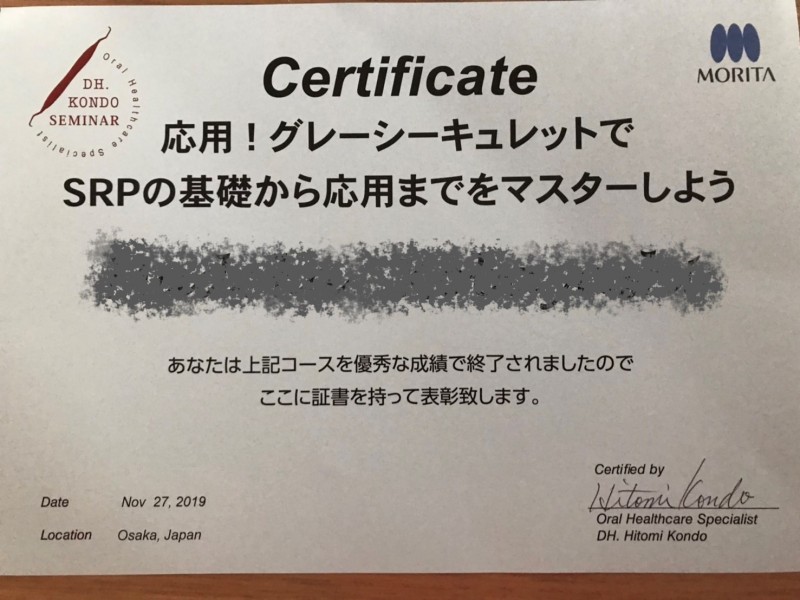 Certificate
DH.
KONDO
SEMINAR
Oral Healthcare Specialist
MORITA
応用！グレーシーキュレットで
SRPの基礎から応用までをマスターしよう
あなたは上記コースを優秀な成績で終了されましたので
ここに証書を持って表彰致します。
Date Nov 27, 2019
Location Osaka, Japan
Certified by
Hitomi Kondo
Oral Healthcare Specialist
DH. Hitomi Kondo